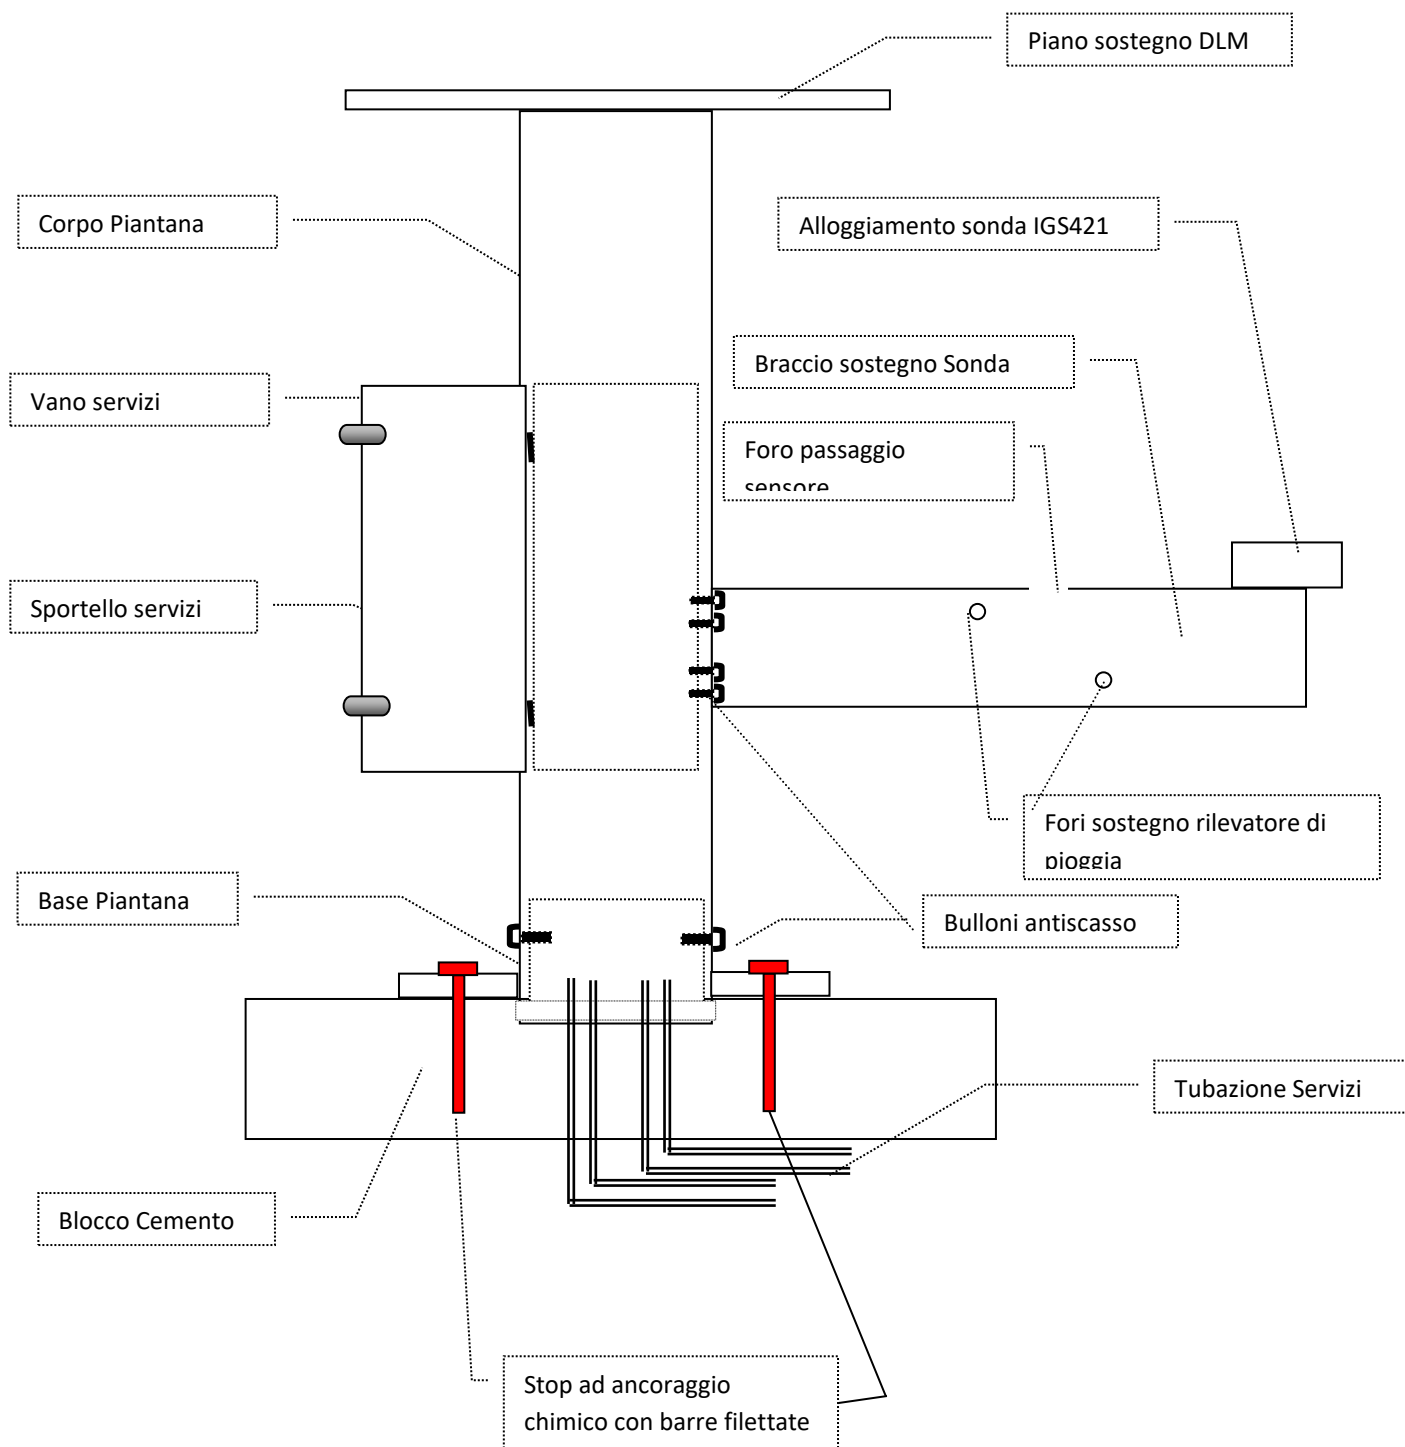 Piano sostegno DLM
Corpo Piantana
Alloggiamento sonda IGS421
Braccio sostegno Sonda
Vano servizi
Foro passaggio
sensore
Sportello servizi
Fori sostegno rilevatore di
pioggia
Base Piantana
Bulloni antiscasso
Tubazione Servizi
Blocco Cemento
Stop ad ancoraggio
chimico con barre filettate